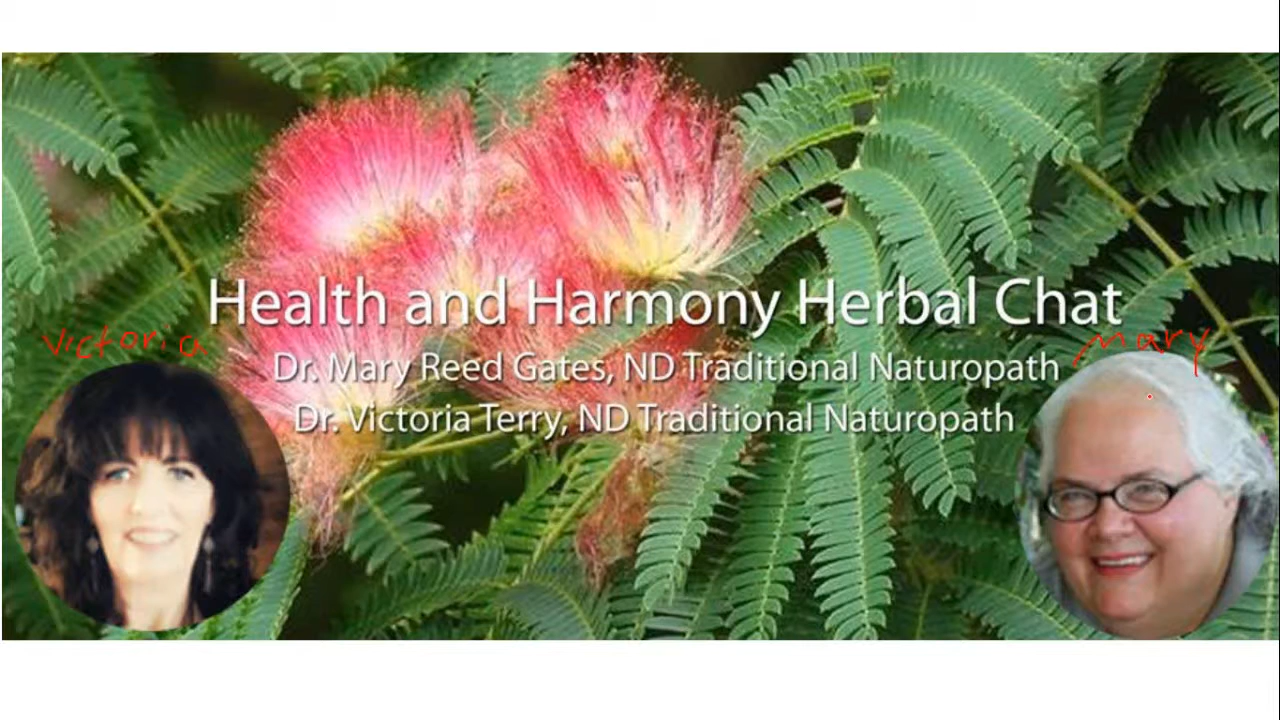 Health and Harmony Herbal Chat
victoria
mary
Dr. Mary Reed Gates, ND Traditional Naturopath
Dr. Victoria Terry, ND Traditional Naturopath